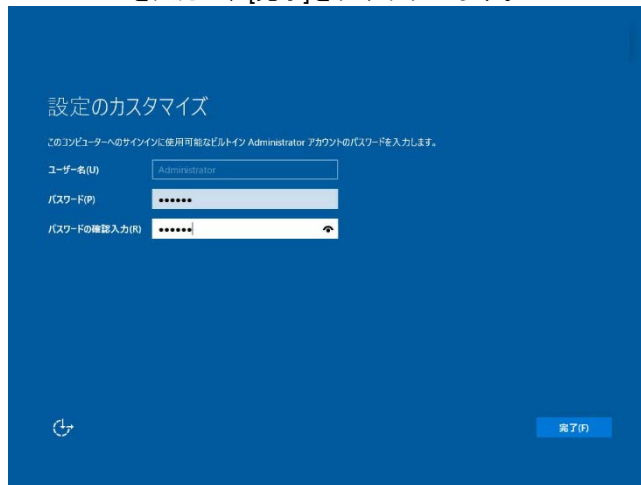 設定のカスタマイズ
このコンピューターへのサインインに使用可能なビルトイン Administrator アカウントのパスワードを入力します。
ユーザー名(U) Administrator
パスワード(P) ••••••
パスワードの確認入力(R) ••••••
完了(F)